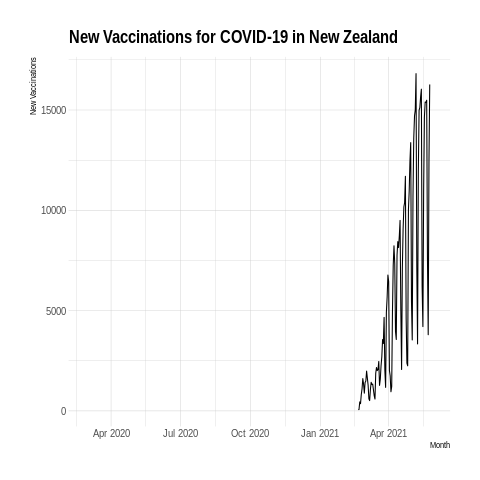 New Vaccinations for COVID-19 in New Zealand
New Vaccinations
15000
10000
5000
0
Apr 2020 Jul 2020 Oct 2020 Jan 2021 Apr 2021
Month